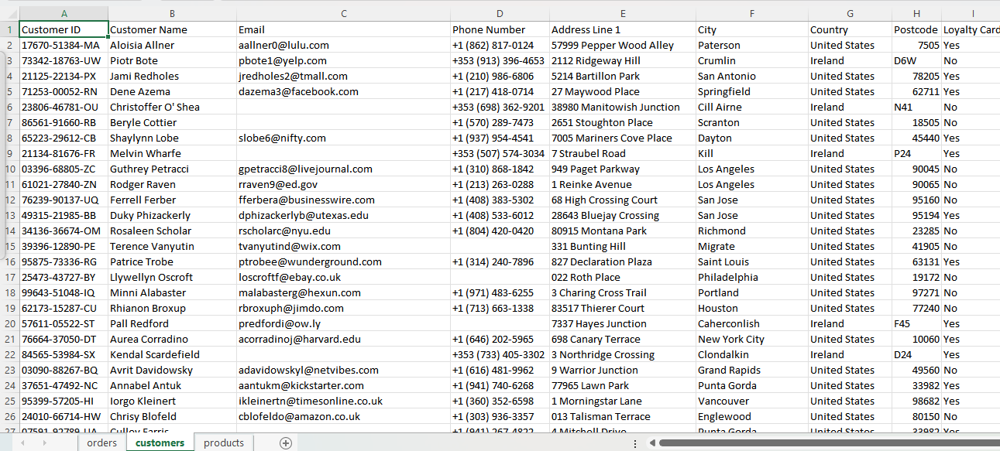 A B C D E F G H I
1 Customer ID Customer Name Email Phone Number Address Line 1 City Country Postcode Loyalty Card
2 17670-51384-MA Aloisia Allner aallner0@lulu.com +1 (862) 817-0124 57999 Pepper Wood Alley Paterson United States 7505 Yes
3 73342-18763-UW Piotr Bote pbote1@yelp.com +353 (913) 396-4653 2112 Ridgeway Hill Crumlin Ireland D6W No
4 21125-22134-PX Jami Redholes jredholes2@tmall.com +1 (210) 986-6806 5214 Bartillon Park San Antonio United States 78205 Yes
5 71253-00052-RN Dene Azema dazema3@facebook.com +1 (217) 418-0714 27 Maywood Place Springfield United States 62711 Yes
6 23806-46781-OU Christoffer O' Shea +353 (698) 362-9201 38980 Manitowish Junction Cill Airne Ireland N41 No
7 86561-91660-RB Beryle Cottier +1 (570) 289-7473 2651 Stoughton Place Scranton United States 18505 No
8 65223-29612-CB Shaylynn Lobe slobe6@nifty.com +1 (937) 954-4541 7005 Mariners Cove Place Dayton United States 45440 Yes
9 21134-81676-FR Melvin Wharfe +353 (507) 574-3034 7 Straubel Road Kill Ireland P24 Yes
10 03396-68805-ZC Guthrey Petracci gpetracci8@livejournal.com +1 (310) 868-1842 949 Paget Parkway Los Angeles United States 90045 No
11 61021-27840-ZN Rodger Raven rraven9@ed.gov +1 (213) 263-0288 1 Reinke Avenue Los Angeles United States 90065 No
12 76239-90137-UQ Ferrell Ferber fferbera@businesswire.com +1 (408) 383-5302 68 High Crossing Court San Jose United States 95160 No
13 49315-21985-BB Duky Phizackerly dphizackerlyb@utexas.edu +1 (408) 533-6012 28643 Bluejay Crossing San Jose United States 95194 Yes
14 34136-36674-OM Rosaleen Scholar rscholarc@nyu.edu +1 (804) 420-0420 80915 Montana Park Richmond United States 23285 No
15 39396-12890-PE Terence Vanyutin tvanyutind@wix.com 331 Bunting Hill Migrate United States 41905 No
16 95875-73336-RG Patrice Trobe ptrobee@wunderground.com +1 (314) 240-7896 827 Declaration Plaza Saint Louis United States 63131 Yes
17 25473-43727-BY Llywellyn Oscroft loscroftf@ebay.co.uk 022 Roth Place Philadelphia United States 19172 No
18 99643-51048-IQ Minni Alabaster malabasterg@hexun.com +1 (971) 483-6255 3 Charing Cross Trail Portland United States 97271 No
19 62173-15287-CU Rhianon Broxup rbroxuph@jimdo.com +1 (713) 663-1338 83517 Thierer Court Houston United States 77240 No
20 57611-05522-ST Pall Redford predfordi@ow.ly 7337 Hayes Junction Caherconlish Ireland F45 Yes
21 76664-37050-DT Aurea Corradino acorradinoj@harvard.edu +1 (646) 202-5965 698 Canary Terrace New York City United States 10060 Yes
22 84565-53984-SX Kendal Scardefield +353 (733) 405-3302 3 Northridge Crossing Clondalkin Ireland D24 Yes
23 03090-88267-BQ Avrit Davidowsky adavidowskyl@netvibes.com +1 (616) 481-9962 9 Warrior Junction Grand Rapids United States 49560 No
24 37651-47492-NC Annabel Antuk aantukm@kickstarter.com +1 (941) 740-6268 77965 Lawn Park Punta Gorda United States 33982 Yes
25 95399-57205-HI Iorgo Kleinert ikleinertn@timesonline.co.uk +1 (360) 352-6598 1 Morningstar Lane Vancouver United States 98682 Yes
26 24010-66714-HW Chrisy Blofeld cblofeldo@amazon.co.uk +1 (303) 936-3357 013 Talisman Terrace Englewood United States 80150 No
27 07591-92789-UA Culley Farris +1 (941) 267-4822 4 Mitchell Drive Punta Gorda United States 33982 Yes
orders customers products